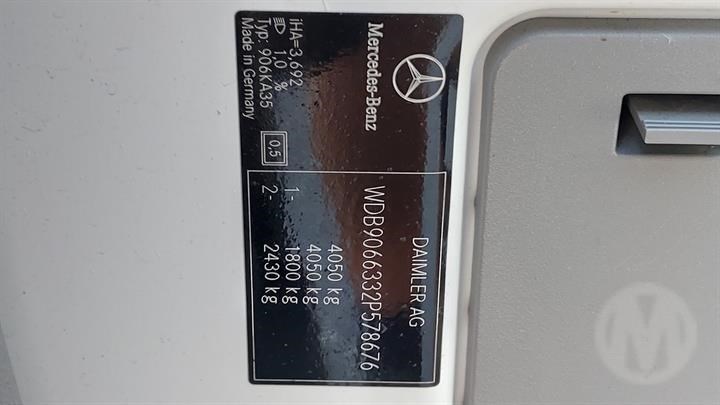 Mercedes-Benz
DAIMLER AG
WDB9066332P578676
4050 kg
4050 kg
1- 1800 kg
2- 2430 kg
iHA=3,692
1,0 %
Typ: 906KA35
Made in Germany
0,5
M